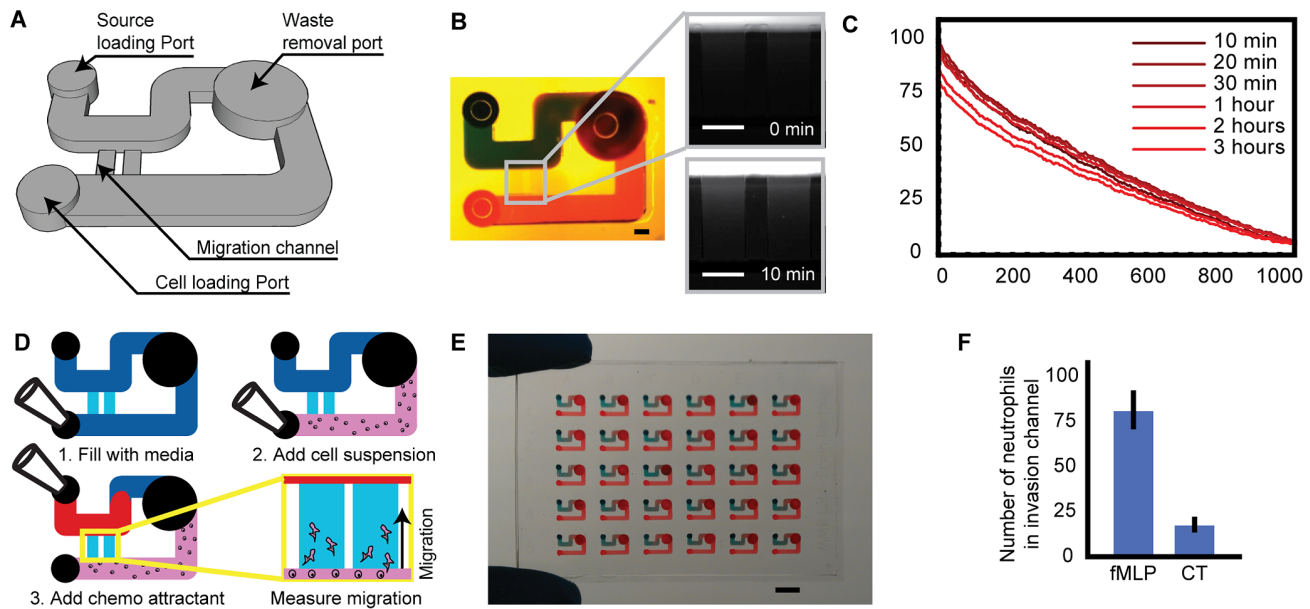 A
Source
loading Port
Waste
removal port
Migration channel
Cell loading Port
B
0 min
10 min
C
100
75
50
25
0
0
200
400
600
800
1000
10 min
20 min
30 min
1 hour
2 hours
3 hours
D
1. Fill with media
2. Add cell suspension
3. Add chemo attractant
Migration
Measure migration
E
F
Number of neutrophils
in invasion channel
100
75
50
25
0
fMLP
CT